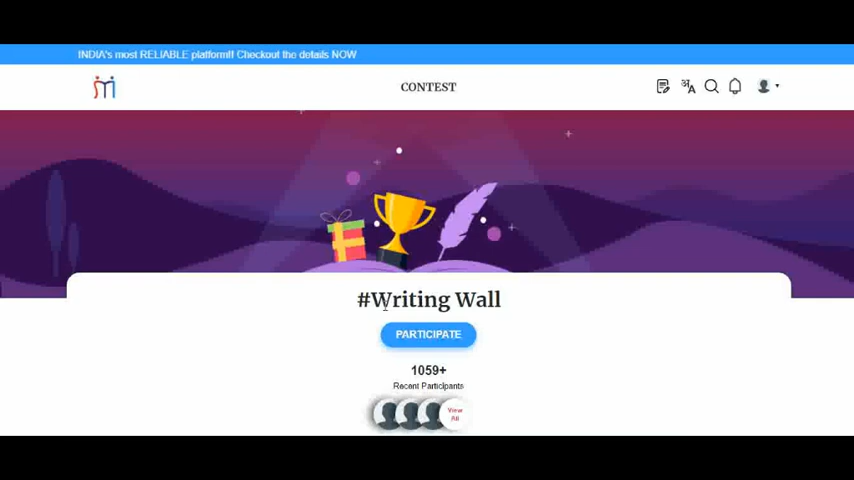 INDIA's most RELIABLE platform!! Checkout the details NOW
CONTEST
अ/A
#Writing Wall
PARTICIPATE
1059+
Recent Participants
View
All